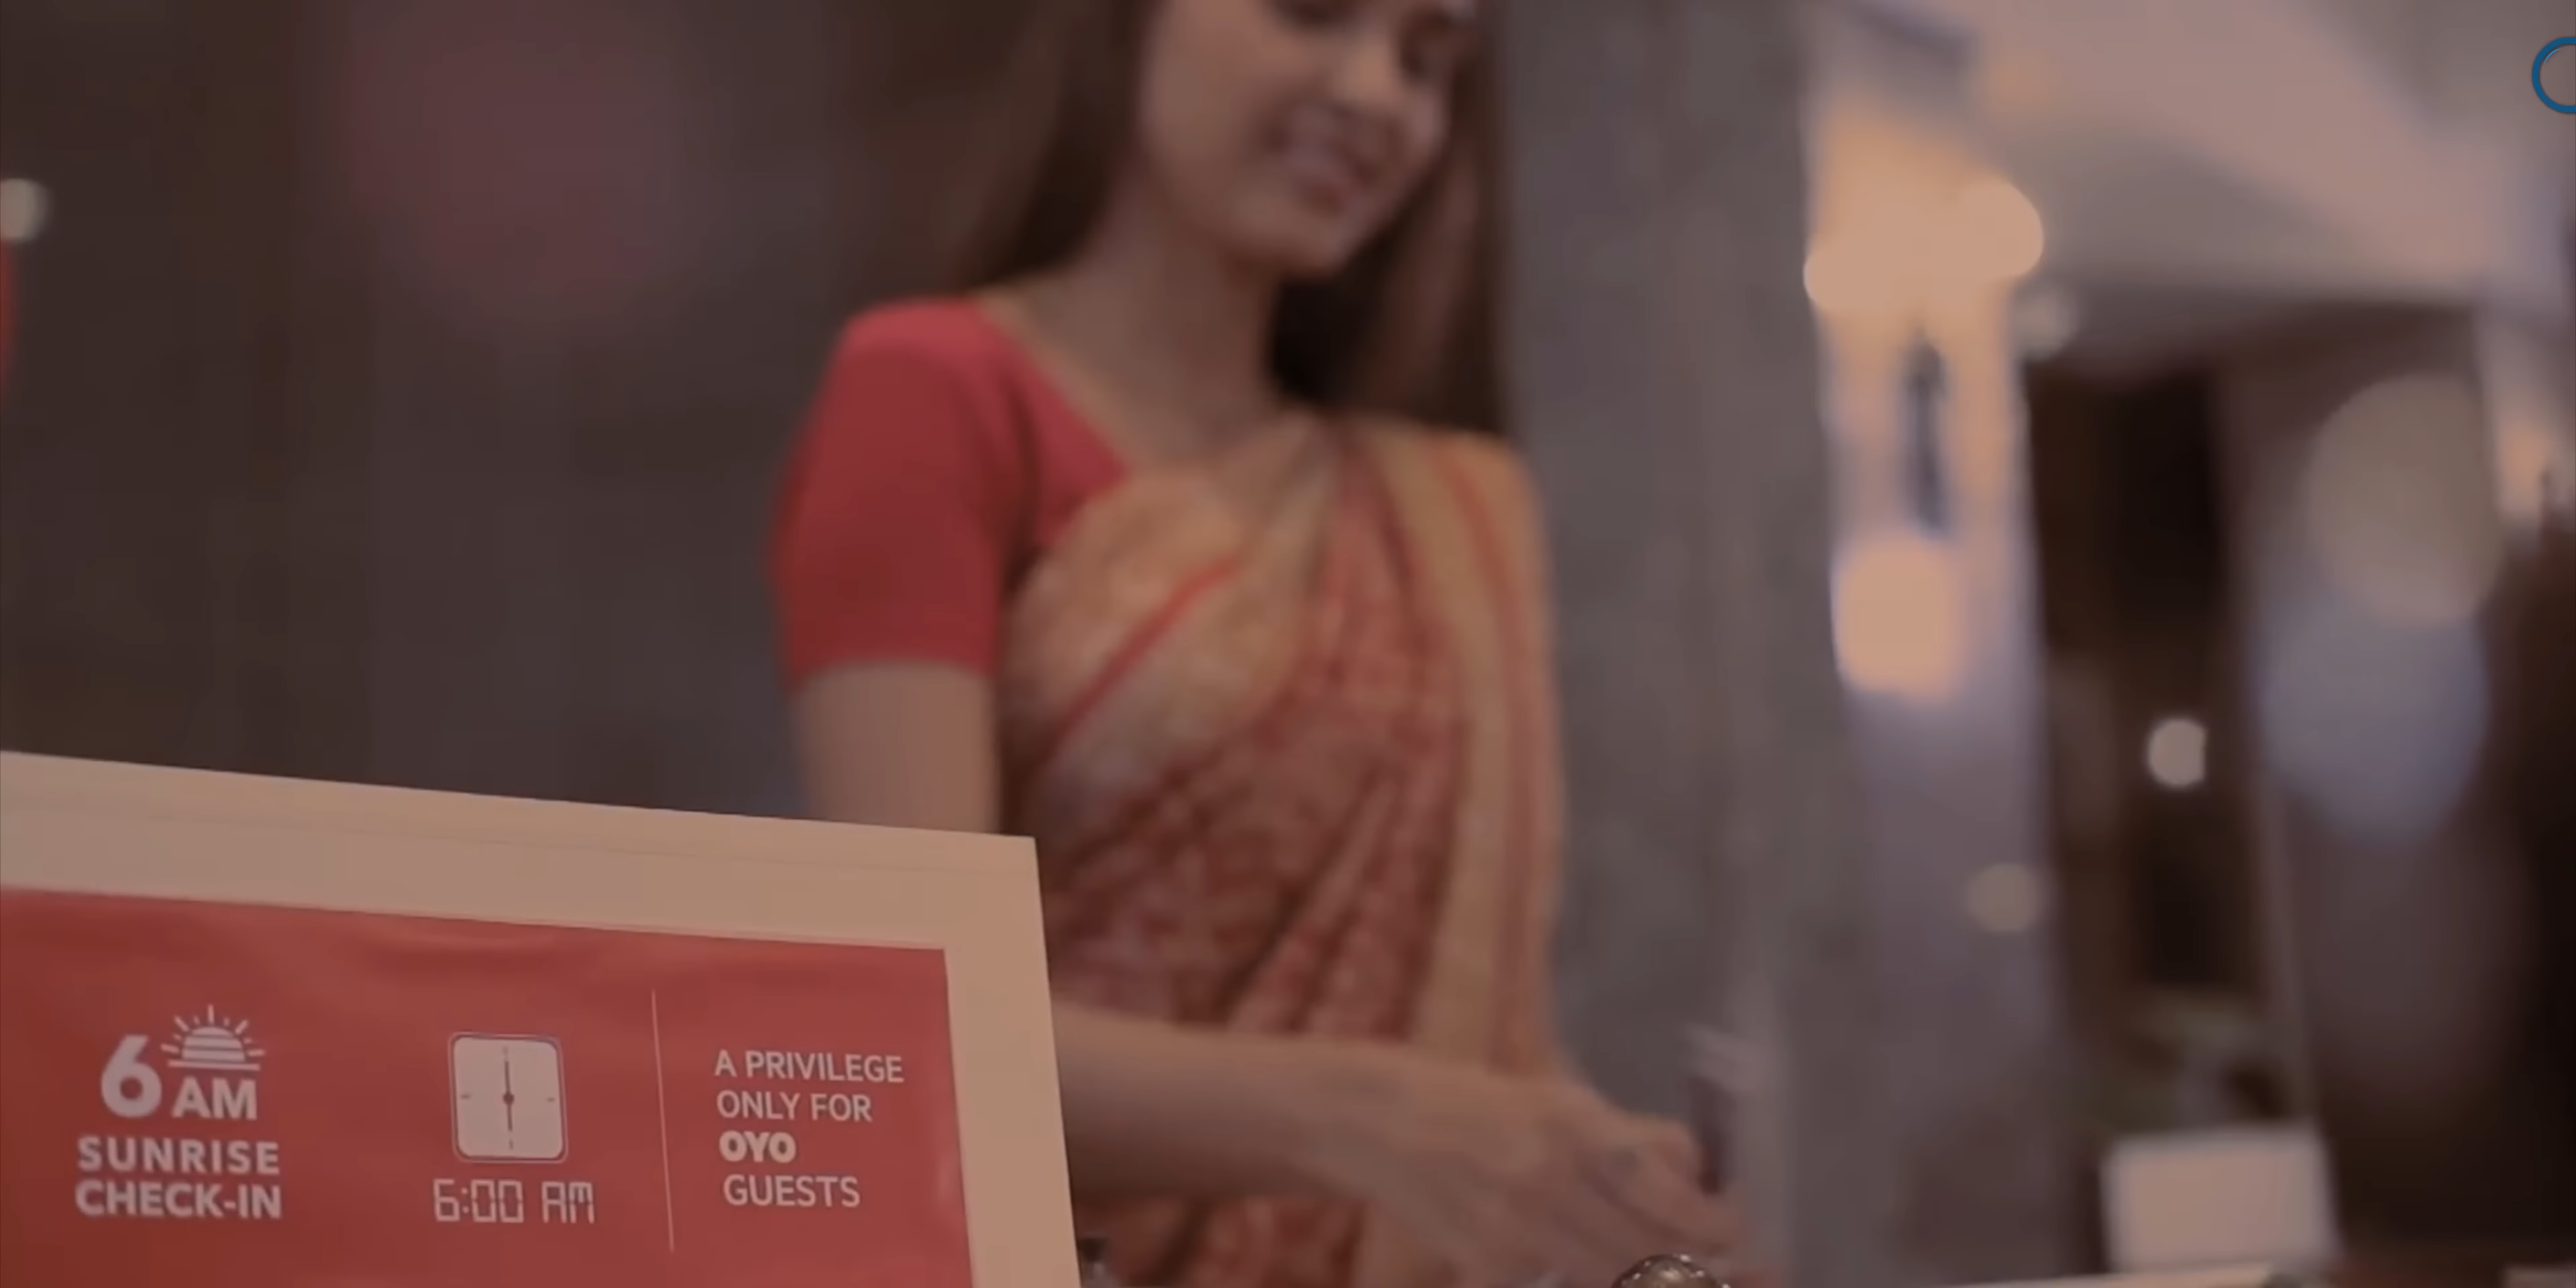 6 AM
SUNRISE
CHECK-IN
6:00 AM
A PRIVILEGE
ONLY FOR
OYO
GUESTS